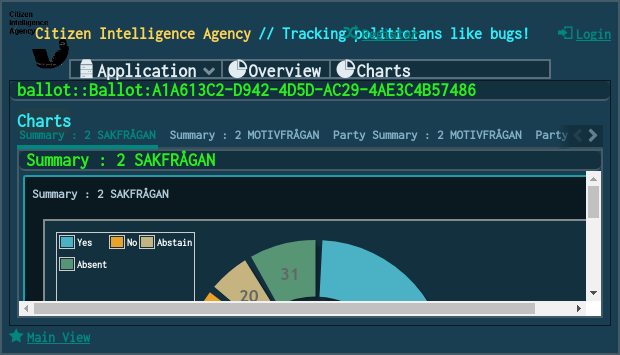 Citizen
Intelligence
Agency
Citizen Intelligence Agency // Tracking politicians like bugs!
Login
Application Overview Charts
ballot::Ballot:A1A613C2-D942-4D5D-AC29-4AE3C4B57486
Charts
Summary : 2 SAKFRÅGAN Summary : 2 MOTIVFRÅGAN Party Summary : 2 MOTIVFRÅGAN Party
Summary : 2 SAKFRÅGAN
Summary : 2 SAKFRÅGAN
Yes No Abstain
Absent
31
20
Main View